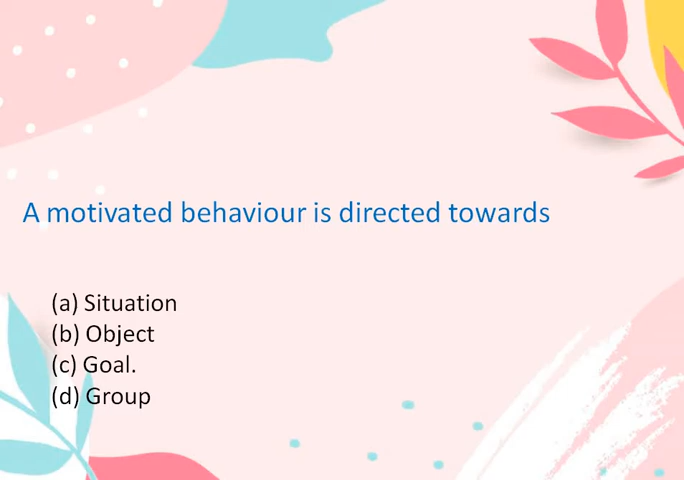 A motivated behaviour is directed towards
(a) Situation
(b) Object
(c) Goal.
(d) Group